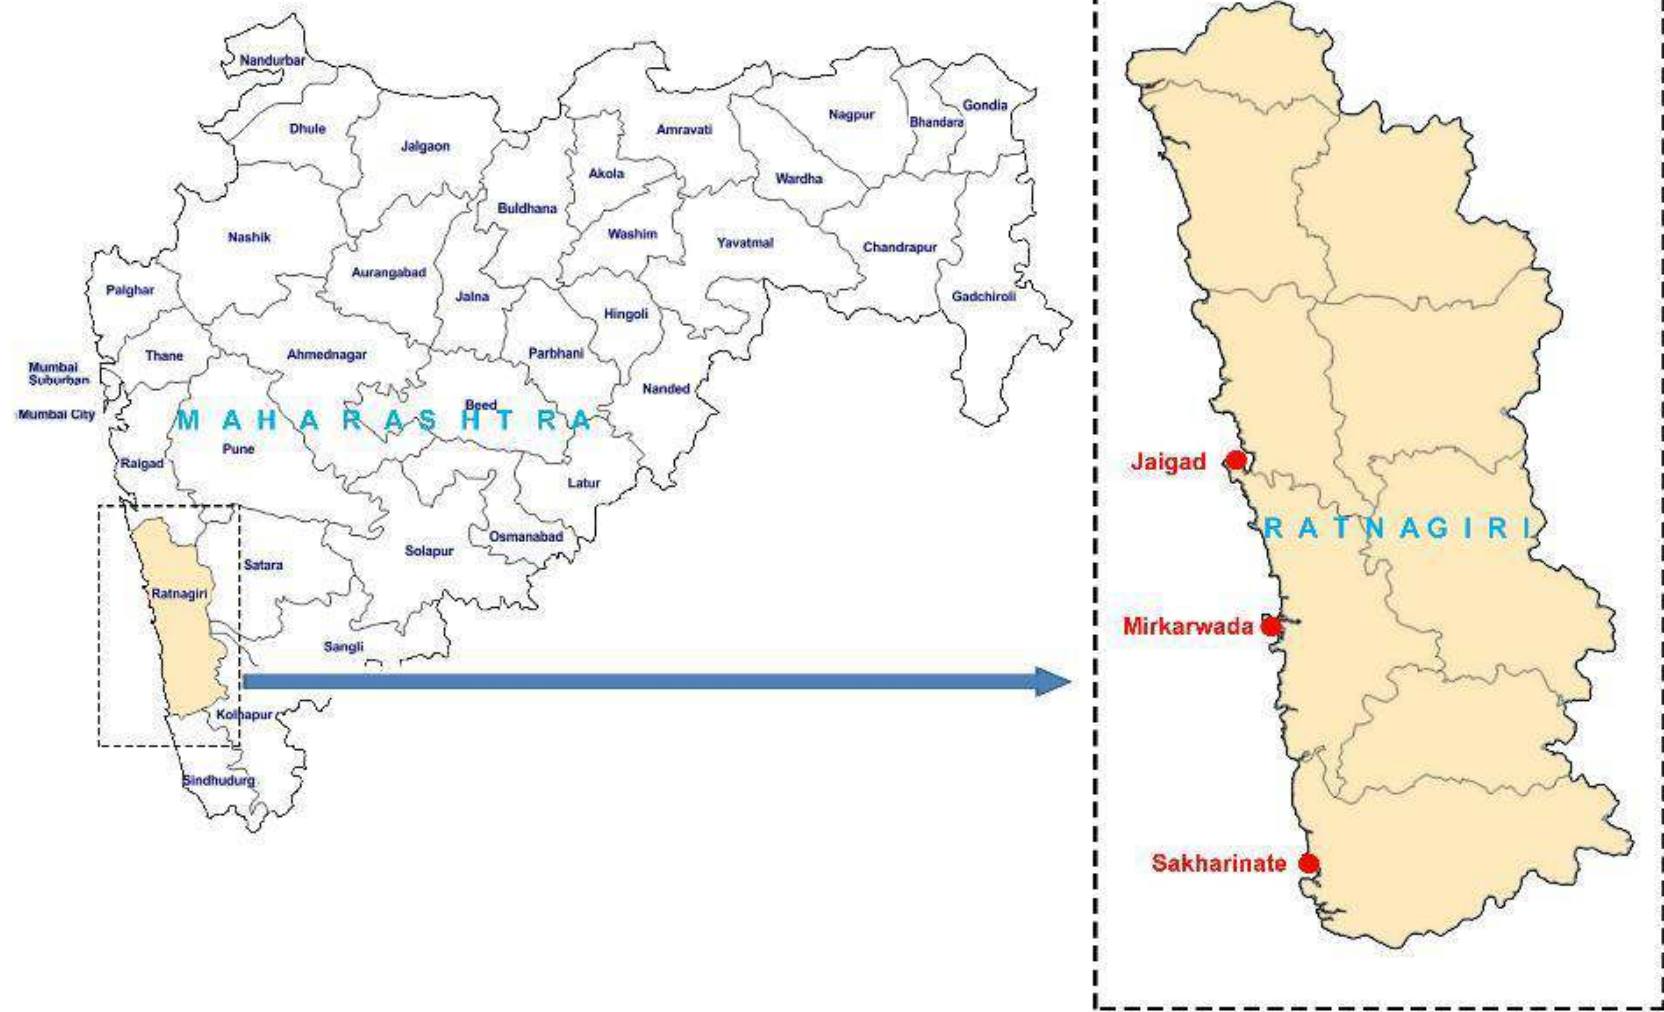 Nandurbar
Dhule
Jalgaon
Amravati
Nagpur
Bhandara
Gondia
Akola
Wardha
Buldhana
Nashik
Washim
Yavatmal
Chandrapur
Aurangabad
Palghar
Jalna
Gadchiroli
Hingoli
Thane
Ahmednagar
Parbhani
Mumbai
Suburban
Nanded
Mumbai City
Beed
MAHARASHTRA
Pune
Raigad
Latur
Osmanabad
Solapur
Satara
Ratnagiri
Sangli
Kolhapur
Sindhudurg
Jaigad
RATNAGIRI
Mirkarwada
Sakharinate